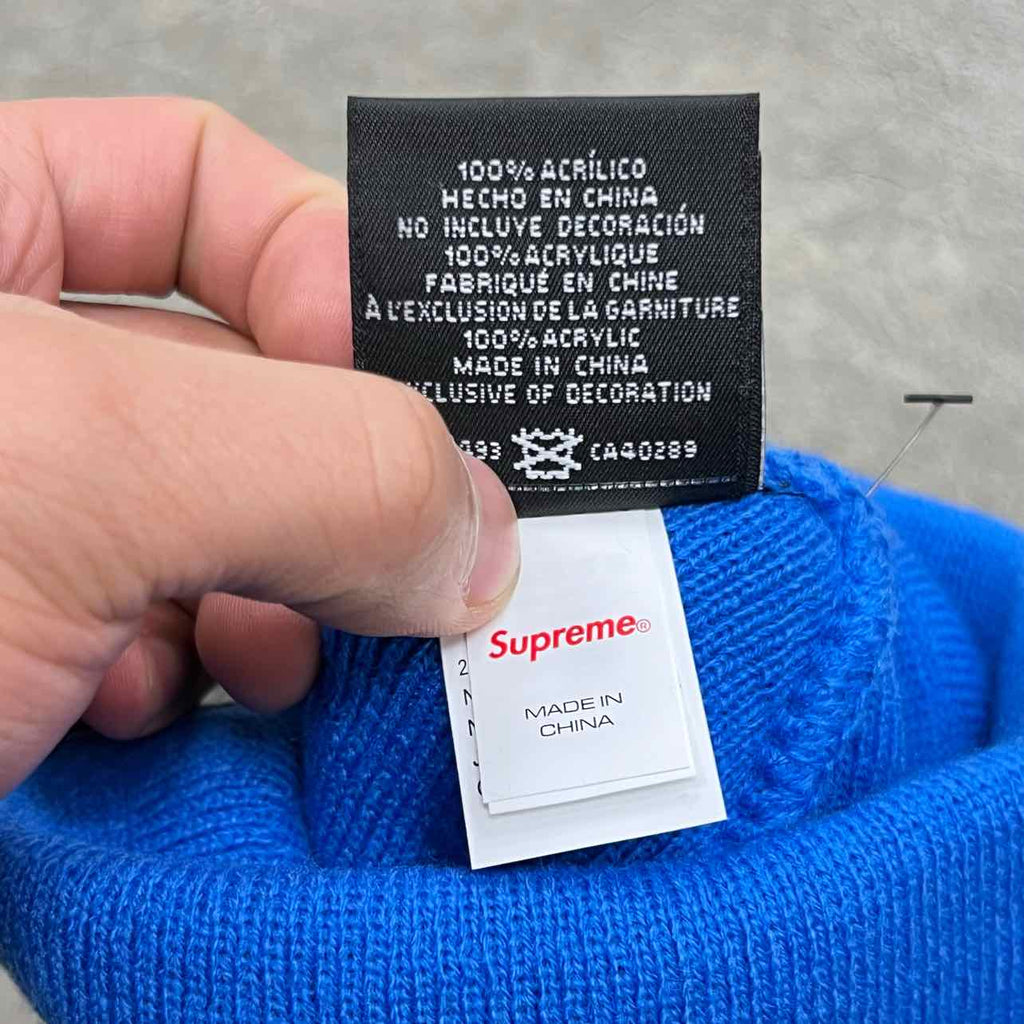 100% ACRÍLICO
HECHO EN CHINA
NO INCLUYE DECORACIÓN
100% ACRYLIQUE
FABRIQUÉ EN CHINE
À L'EXCLUSION DE LA GARNITURE
100% ACRYLIC
MADE IN CHINA
OF DECORATION
CA40289
Supreme®
MADE IN
CHINA